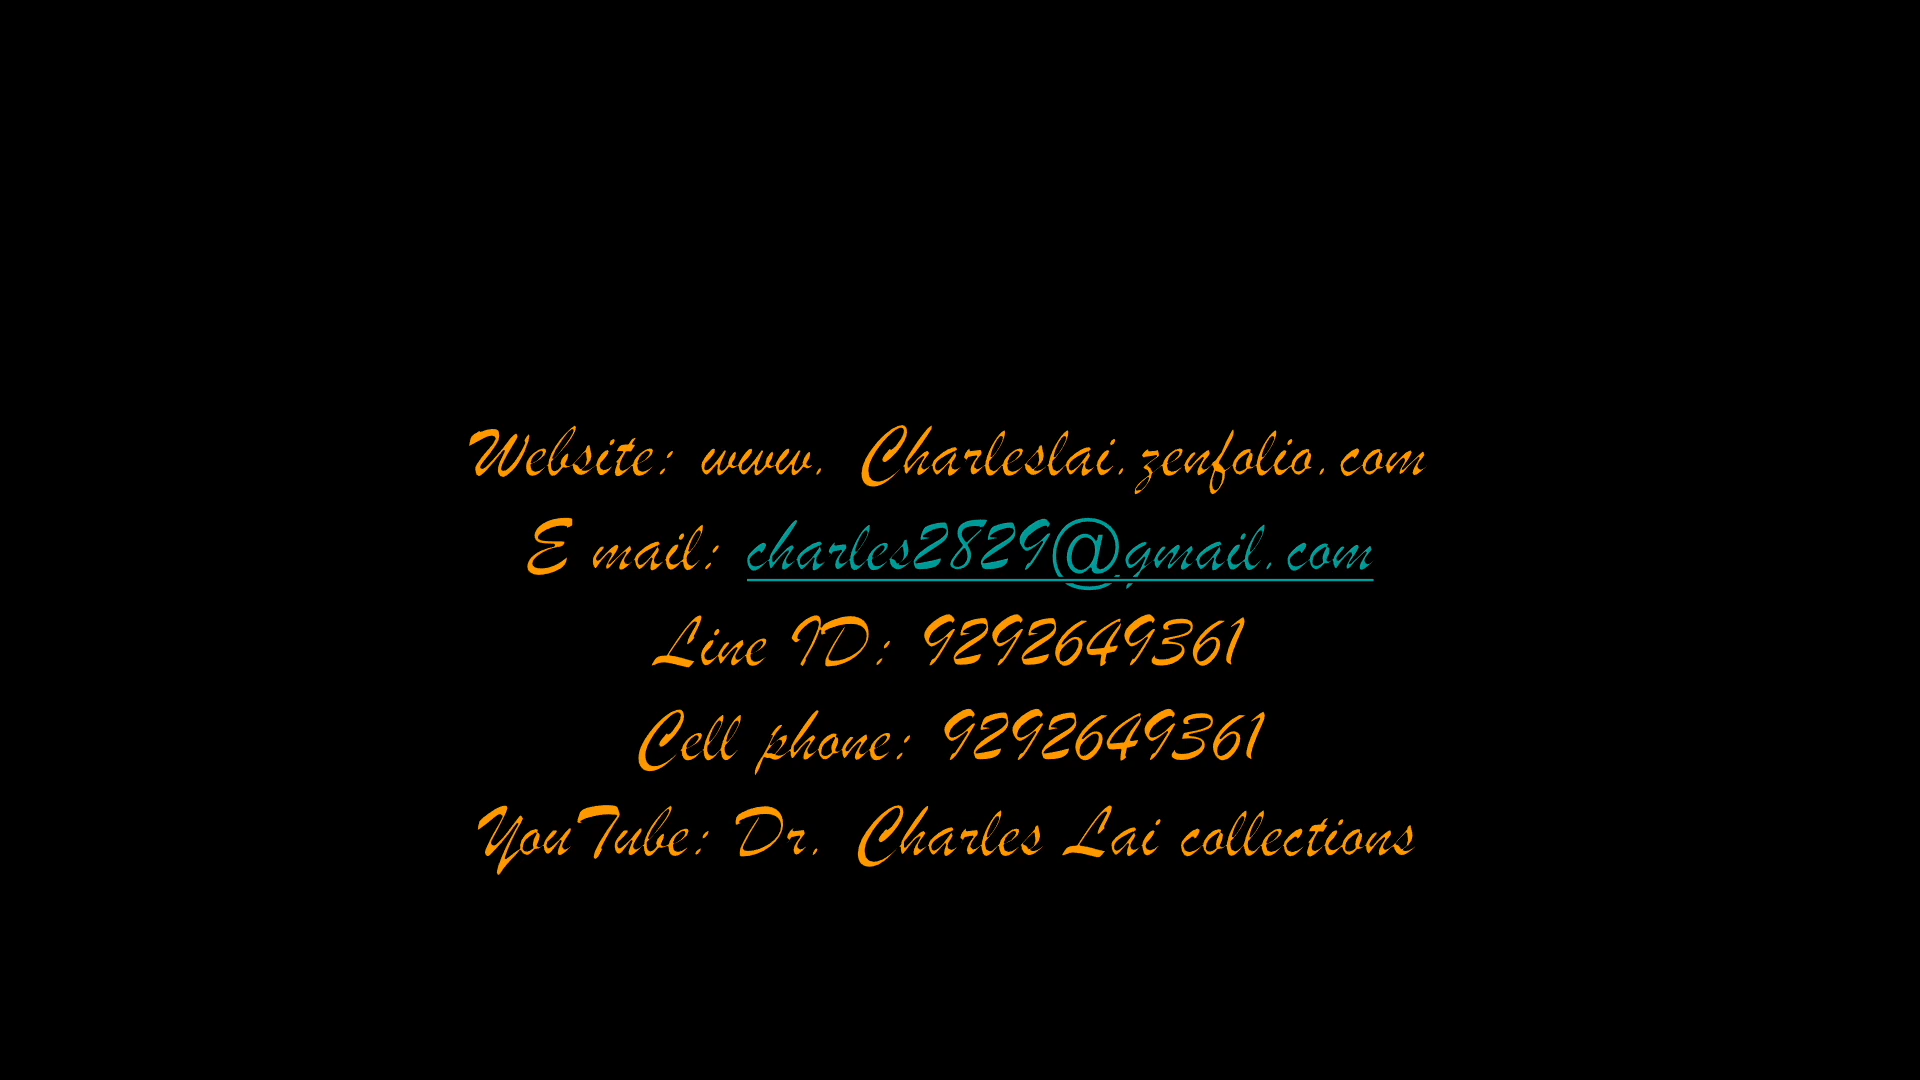 Website: www. Charleslai.zenfolio.com
E mail: charles2829@gmail.com
Line ID: 9292649361
Cell phone: 9292649361
YouTube: Dr. Charles Lai collections